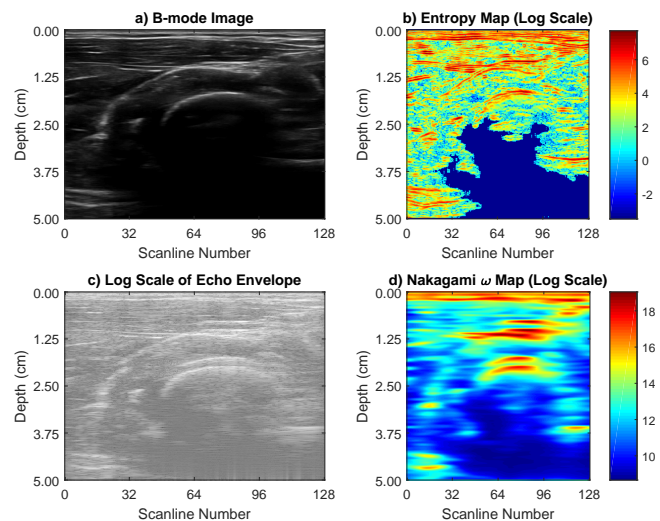 a) B-mode Image
0.00
1.25
2.50
3.75
5.00
Depth (cm)
0 32 64 96 128
Scanline Number
b) Entropy Map (Log Scale)
0.00
1.25
2.50
3.75
5.00
Depth (cm)
0 32 64 96 128
Scanline Number
6
4
2
0
-2
c) Log Scale of Echo Envelope
0.00
1.25
2.50
3.75
5.00
Depth (cm)
0 32 64 96 128
Scanline Number
d) Nakagami ω Map (Log Scale)
0.00
1.25
2.50
3.75
5.00
Depth (cm)
0 32 64 96 128
Scanline Number
18
16
14
12
10